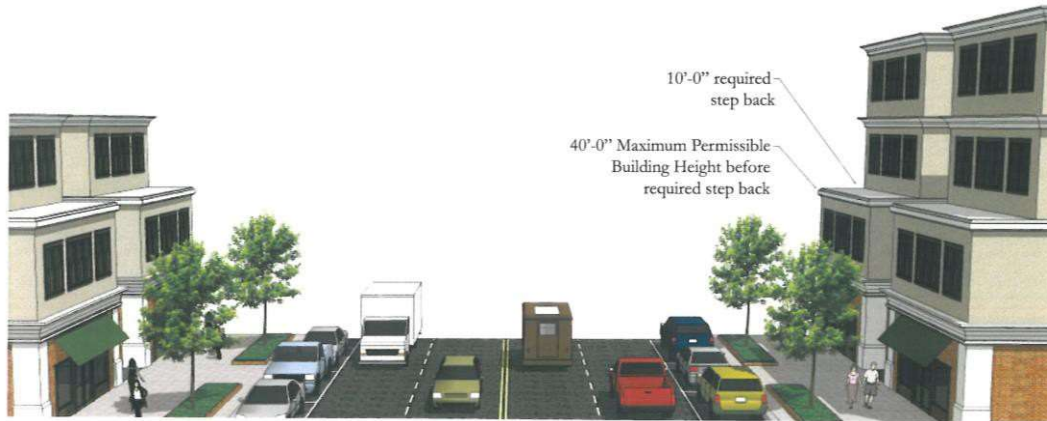 10'-0" required
step back
40'-0" Maximum Permissible
Building Height before
required step back